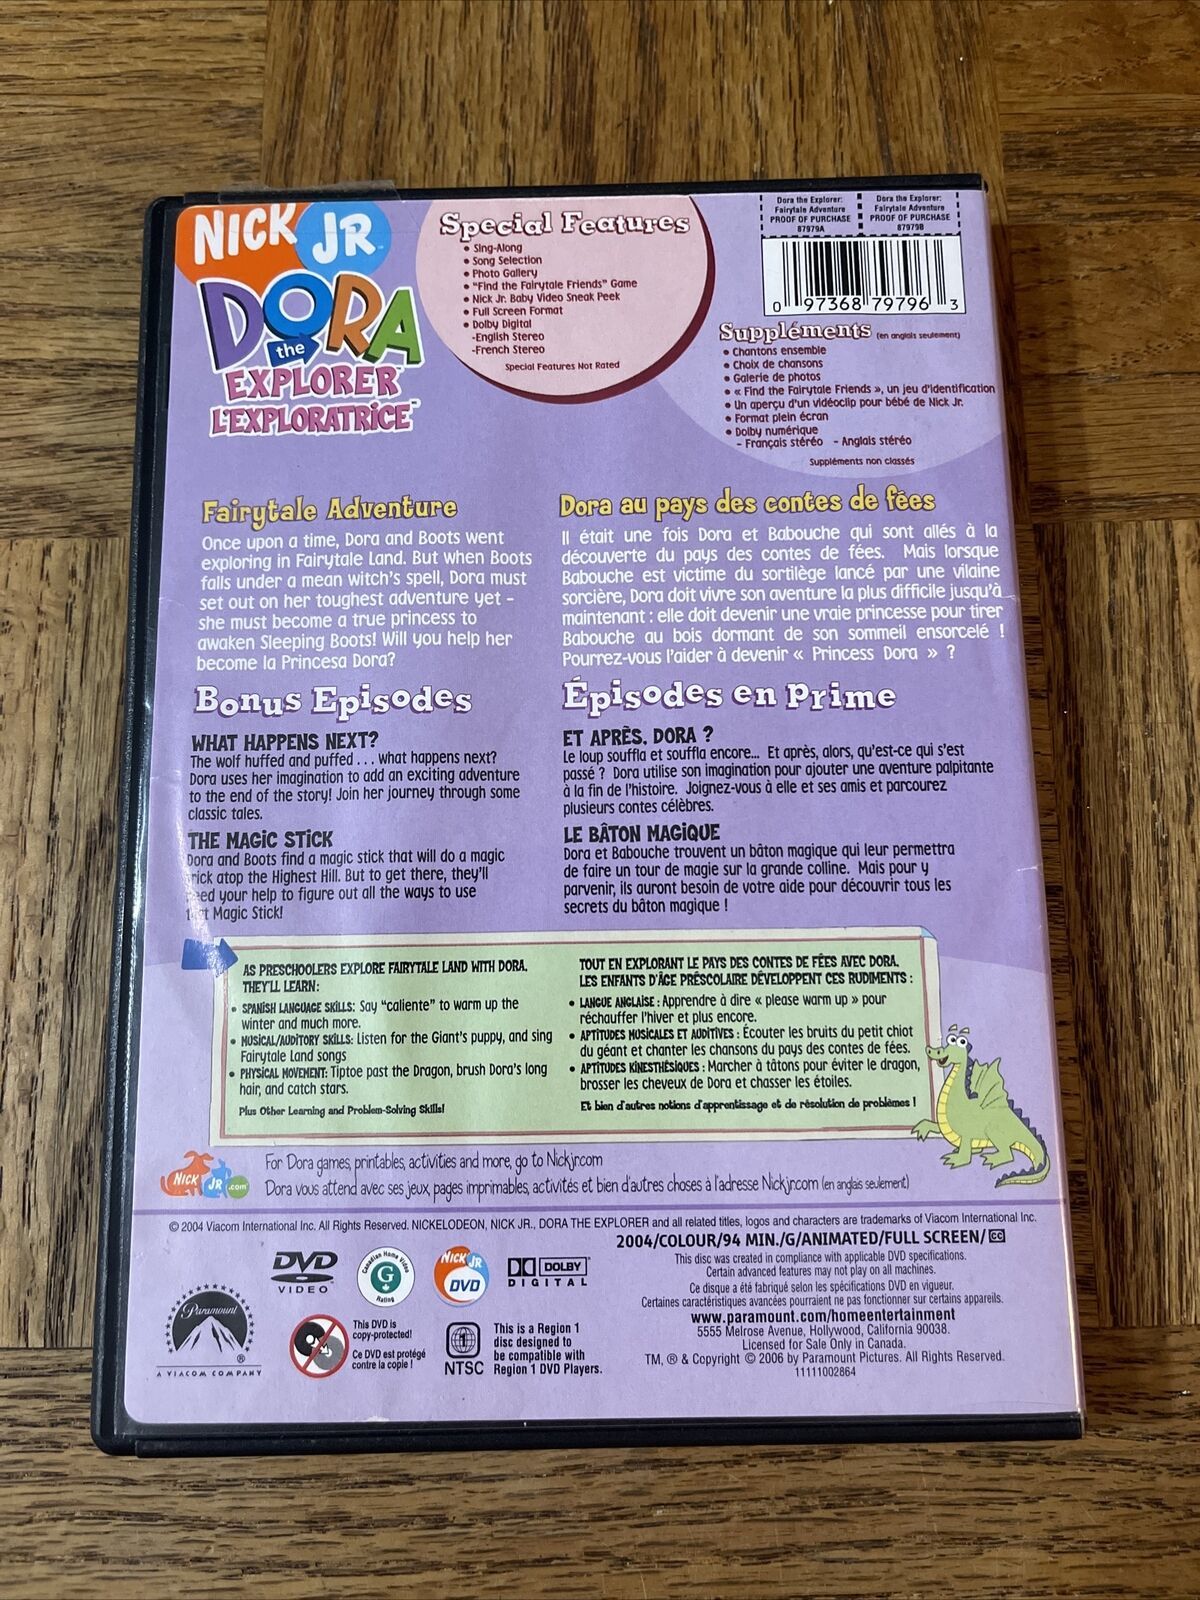 NICK JR
DORA
the
EXPLORER™
L'EXPLORATRICE™
Special Features
• Sing-Along
• Song Selection
• Photo Gallery
• "Find the Fairytale Friends" Game
• Nick Jr. Baby Video Sneak Peek
• Full Screen Format
• Dolby Digital
-English Stereo
-French Stereo
Special Features Not Rated
Dora the Explorer:
Fairytale Adventure
PROOF OF PURCHASE
87979A
Dora the Explorer:
Fairytale Adventure
PROOF OF PURCHASE
87979B
0 97368 79796 3
Suppléments (en anglais seulement)
• Chantons ensemble
• Choix de chansons
• Galerie de photos
• « Find the Fairytale Friends », un jeu d'identification
• Un aperçu d'un vidéoclip pour bébé de Nick Jr.
• Format plein écran
• Dolby numérique
- Français stéréo - Anglais stéréo
Suppléments non classés
Fairytale Adventure
Once upon a time, Dora and Boots went
exploring in Fairytale Land. But when Boots
falls under a mean witch's spell, Dora must
set out on her toughest adventure yet –
she must become a true princess to
awaken Sleeping Boots! Will you help her
become la Princesa Dora?
Dora au pays des contes de fées
Il était une fois Dora et Babouche qui sont allés à la
découverte du pays des contes de fées. Mais lorsque
Babouche est victime du sortilège lancé par une vilaine
sorcière, Dora doit vivre son aventure la plus difficile jusqu'à
maintenant : elle doit devenir une vraie princesse pour tirer
Babouche au bois dormant de son sommeil ensorcelé !
Pourrez-vous l'aider à devenir « Princess Dora » ?
Bonus Episodes
WHAT HAPPENS NEXT?
The wolf huffed and puffed . . . what happens next?
Dora uses her imagination to add an exciting adventure
to the end of the story! Join her journey through some
classic tales.
THE MAGIC STICK
Dora and Boots find a magic stick that will do a magic
trick atop the Highest Hill. But to get there, they'll
need your help to figure out all the ways to use
that Magic Stick!
Épisodes en prime
ET APRÈS, DORA ?
Le loup souffla et souffla encore... Et après, alors, qu'est-ce qui s'est
passé ? Dora utilise son imagination pour ajouter une aventure palpitante
à la fin de l'histoire. Joignez-vous à elle et ses amis et parcourez
plusieurs contes célèbres.
LE BÂTON MAGIQUE
Dora et Babouche trouvent un bâton magique qui leur permettra
de faire un tour de magie sur la grande colline. Mais pour y
parvenir, ils auront besoin de votre aide pour découvrir tous les
secrets du bâton magique !
AS PRESCHOOLERS EXPLORE FAIRYTALE LAND WITH DORA,
THEY'LL LEARN:
• SPANISH LANGUAGE SKILLS: Say "caliente" to warm up the
winter and much more.
• MUSICAL/AUDITORY SKILLS: Listen for the Giant's puppy, and sing
Fairytale Land songs
• PHYSICAL MOVEMENT: Tiptoe past the Dragon, brush Dora's long
hair, and catch stars.
Plus Other Learning and Problem-Solving Skills!
TOUT EN EXPLORANT LE PAYS DES CONTES DE FÉES AVEC DORA,
LES ENFANTS D'ÂGE PRÉSCOLAIRE DÉVELOPPENT CES RUDIMENTS :
• LANGUE ANGLAISE : Apprendre à dire « please warm up » pour
réchauffer l'hiver et plus encore.
• APTITUDES MUSICALES ET AUDITIVES : Écouter les bruits du petit chiot
du géant et chanter les chansons du pays des contes de fées.
• APTITUDES KINESTHÉSIQUES : Marcher à tâtons pour éviter le dragon,
brosser les cheveux de Dora et chasser les étoiles.
Et bien d'autres notions d'apprentissage et de résolution de problèmes !
NICK JR .com
For Dora games, printables, activities and more, go to Nickjr.com
Dora vous attend avec ses jeux, pages imprimables, activités et bien d'autres choses à l'adresse Nickjr.com (en anglais seulement)
© 2004 Viacom International Inc. All Rights Reserved. NICKELODEON, NICK JR., DORA THE EXPLORER and all related titles, logos and characters are trademarks of Viacom International Inc.
DVD
VIDEO™
Canadian Home Video
G
Rating
NICK JR
DVD
DOLBY
DIGITAL
Paramount
®
A VIACOM COMPANY
This DVD is
copy-protected!
Ce DVD est protégé
contre la copie !
1
NTSC
This is a Region 1
disc designed to
be compatible with
Region 1 DVD Players.
2004/COLOUR/94 MIN./G/ANIMATED/FULL SCREEN/CC
This disc was created in compliance with applicable DVD specifications.
Certain advanced features may not play on all machines.
Ce disque a été fabriqué selon les spécifications DVD en vigueur.
Certaines caractéristiques avancées pourraient ne pas fonctionner sur certains appareils.
www.paramount.com/homeentertainment
5555 Melrose Avenue, Hollywood, California 90038.
Licensed for Sale Only in Canada.
TM, ® & Copyright © 2006 by Paramount Pictures. All Rights Reserved.
11111002864